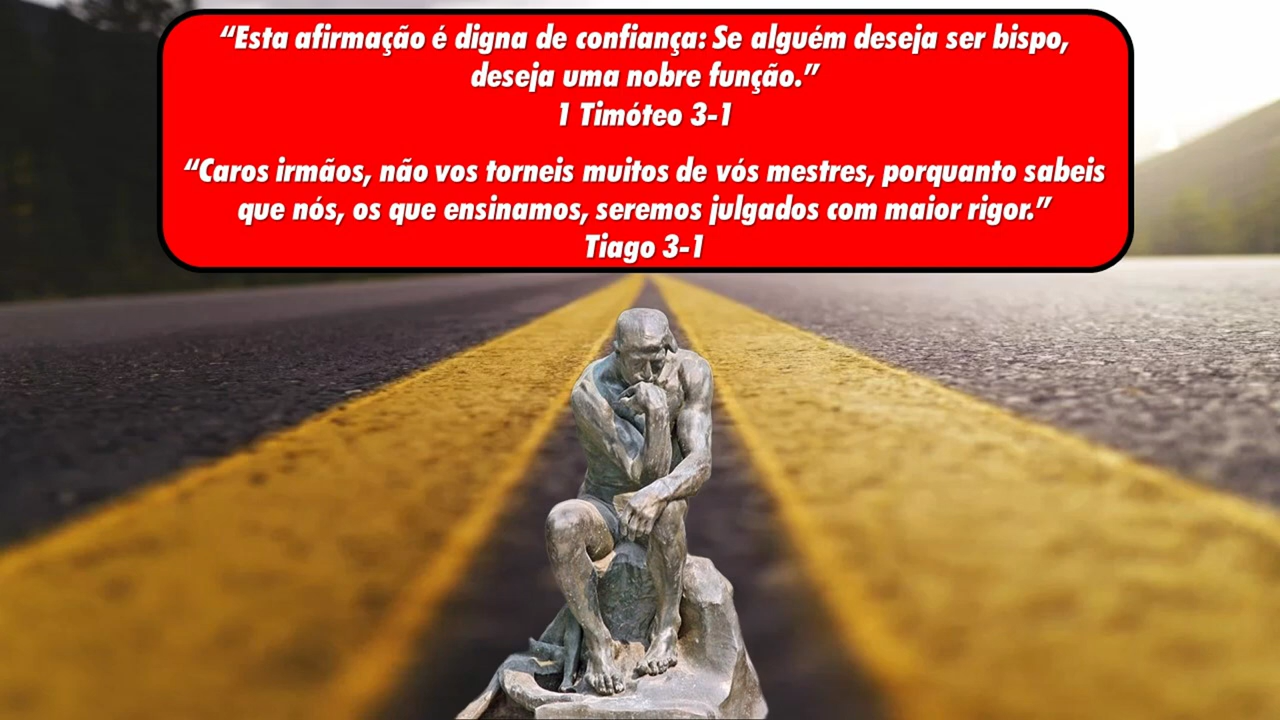 “Esta afirmação é digna de confiança: Se alguém deseja ser bispo,
deseja uma nobre função.”
1 Timóteo 3-1
“Caros irmãos, não vos torneis muitos de vós mestres, porquanto sabeis
que nós, os que ensinamos, seremos julgados com maior rigor.”
Tiago 3-1